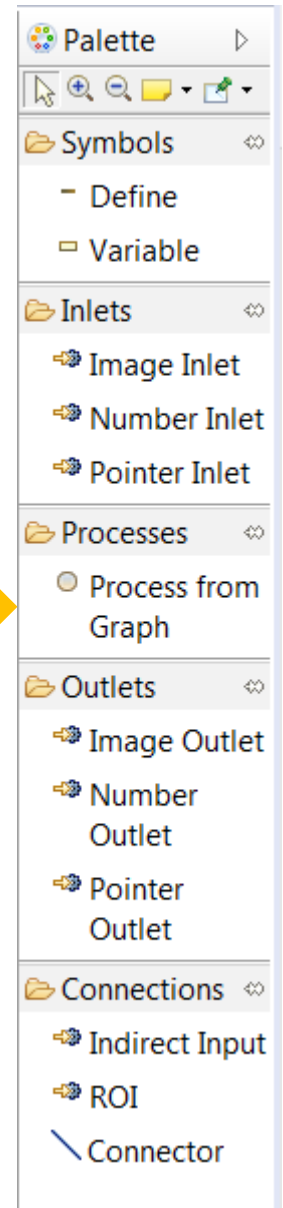 Palette
Symbols
Define
Variable
Inlets
Image Inlet
Number Inlet
Pointer Inlet
Processes
Process from
Graph
Outlets
Image Outlet
Number
Outlet
Pointer
Outlet
Connections
Indirect Input
ROI
Connector